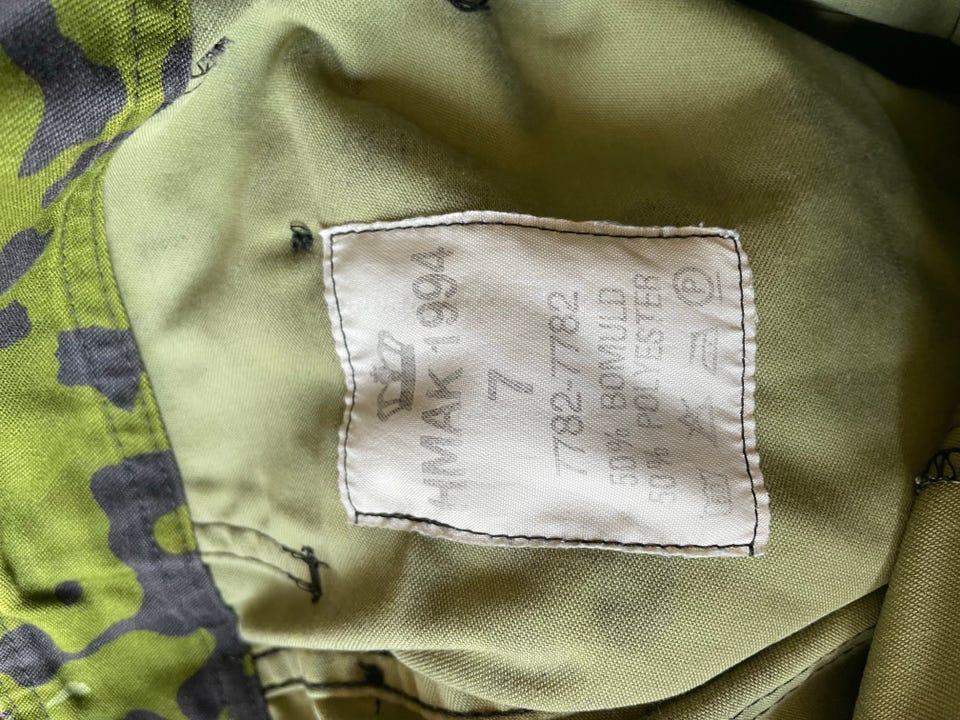 HMAK 1994
7
7782-7782
50% BOMULD
50% POLYESTER
P